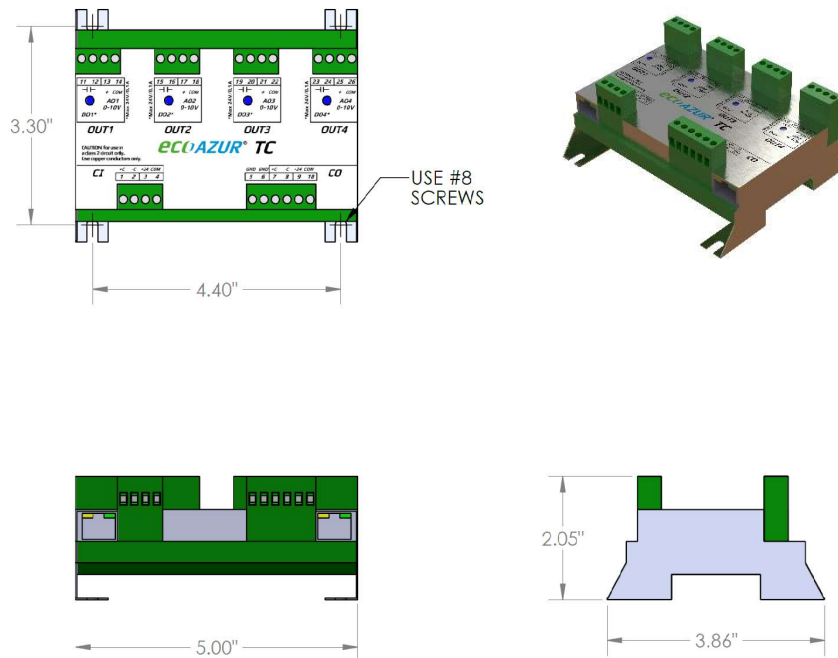 11 12 13 14
15 16 17 18
19 20 21 22
23 24 25 26
+ COM
+ COM
+ COM
+ COM
*Max 24V/0,1A
*Max 24V/0,1A
*Max 24V/0,1A
*Max 24V/0,1A
AO1
0-10V
DO1*
AO2
0-10V
DO2*
AO3
0-10V
DO3*
AO4
0-10V
DO4*
OUT1
OUT2
OUT3
OUT4
CAUTION for use in
a class 2 circuit only.
Use copper conductors only.
ecoAZUR® TC
CI
+C -C +24 COM
1 2 3 4
GND GND +C -C +24 COM
5 6 7 8 9 10
CO
3.30"
4.40"
USE #8
SCREWS
ecoAZUR® TC
CO
5.00"
2.05"
3.86"